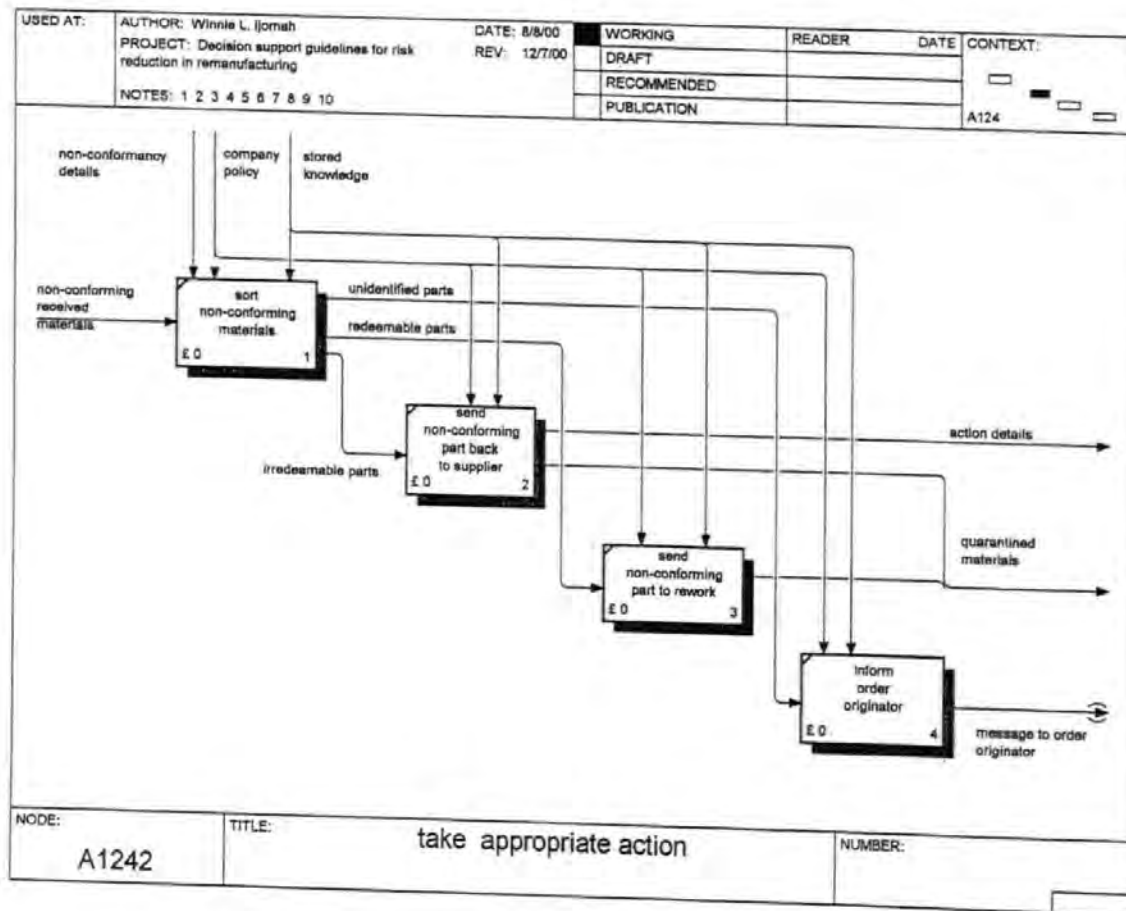 USED AT:
AUTHOR: Winnie L. Ijomah
DATE: 8/8/00
PROJECT: Decision support guidelines for risk
REV: 12/7/00
reduction in remanufacturing
NOTES: 1 2 3 4 5 6 7 8 9 10
WORKING
DRAFT
RECOMMENDED
PUBLICATION
READER
DATE
CONTEXT:
A124
non-conformancy
details
company
policy
stored
knowledge
non-conforming
received
materials
sort
non-conforming
materials
£ 0
1
unidentified parts
redeemable parts
irredeemable parts
send
non-conforming
part back
to supplier
£ 0
2
action details
quarantined
materials
send
non-conforming
part to rework
£ 0
3
inform
order
originator
£ 0
4
message to order
originator
NODE:
A1242
TITLE:
take appropriate action
NUMBER: